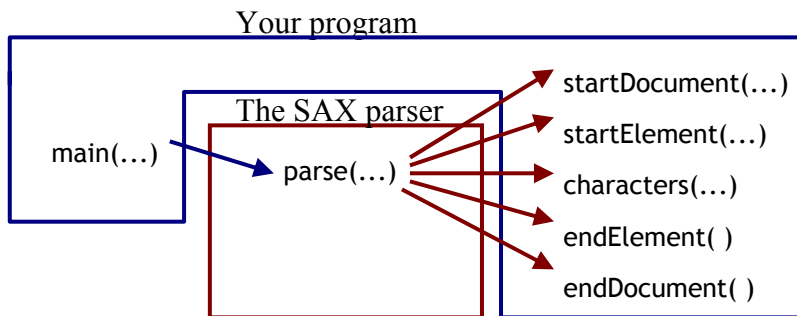 Your program
The SAX parser
main(...)
parse(...)
startDocument(...)
startElement(...)
characters(...)
endElement( )
endDocument( )